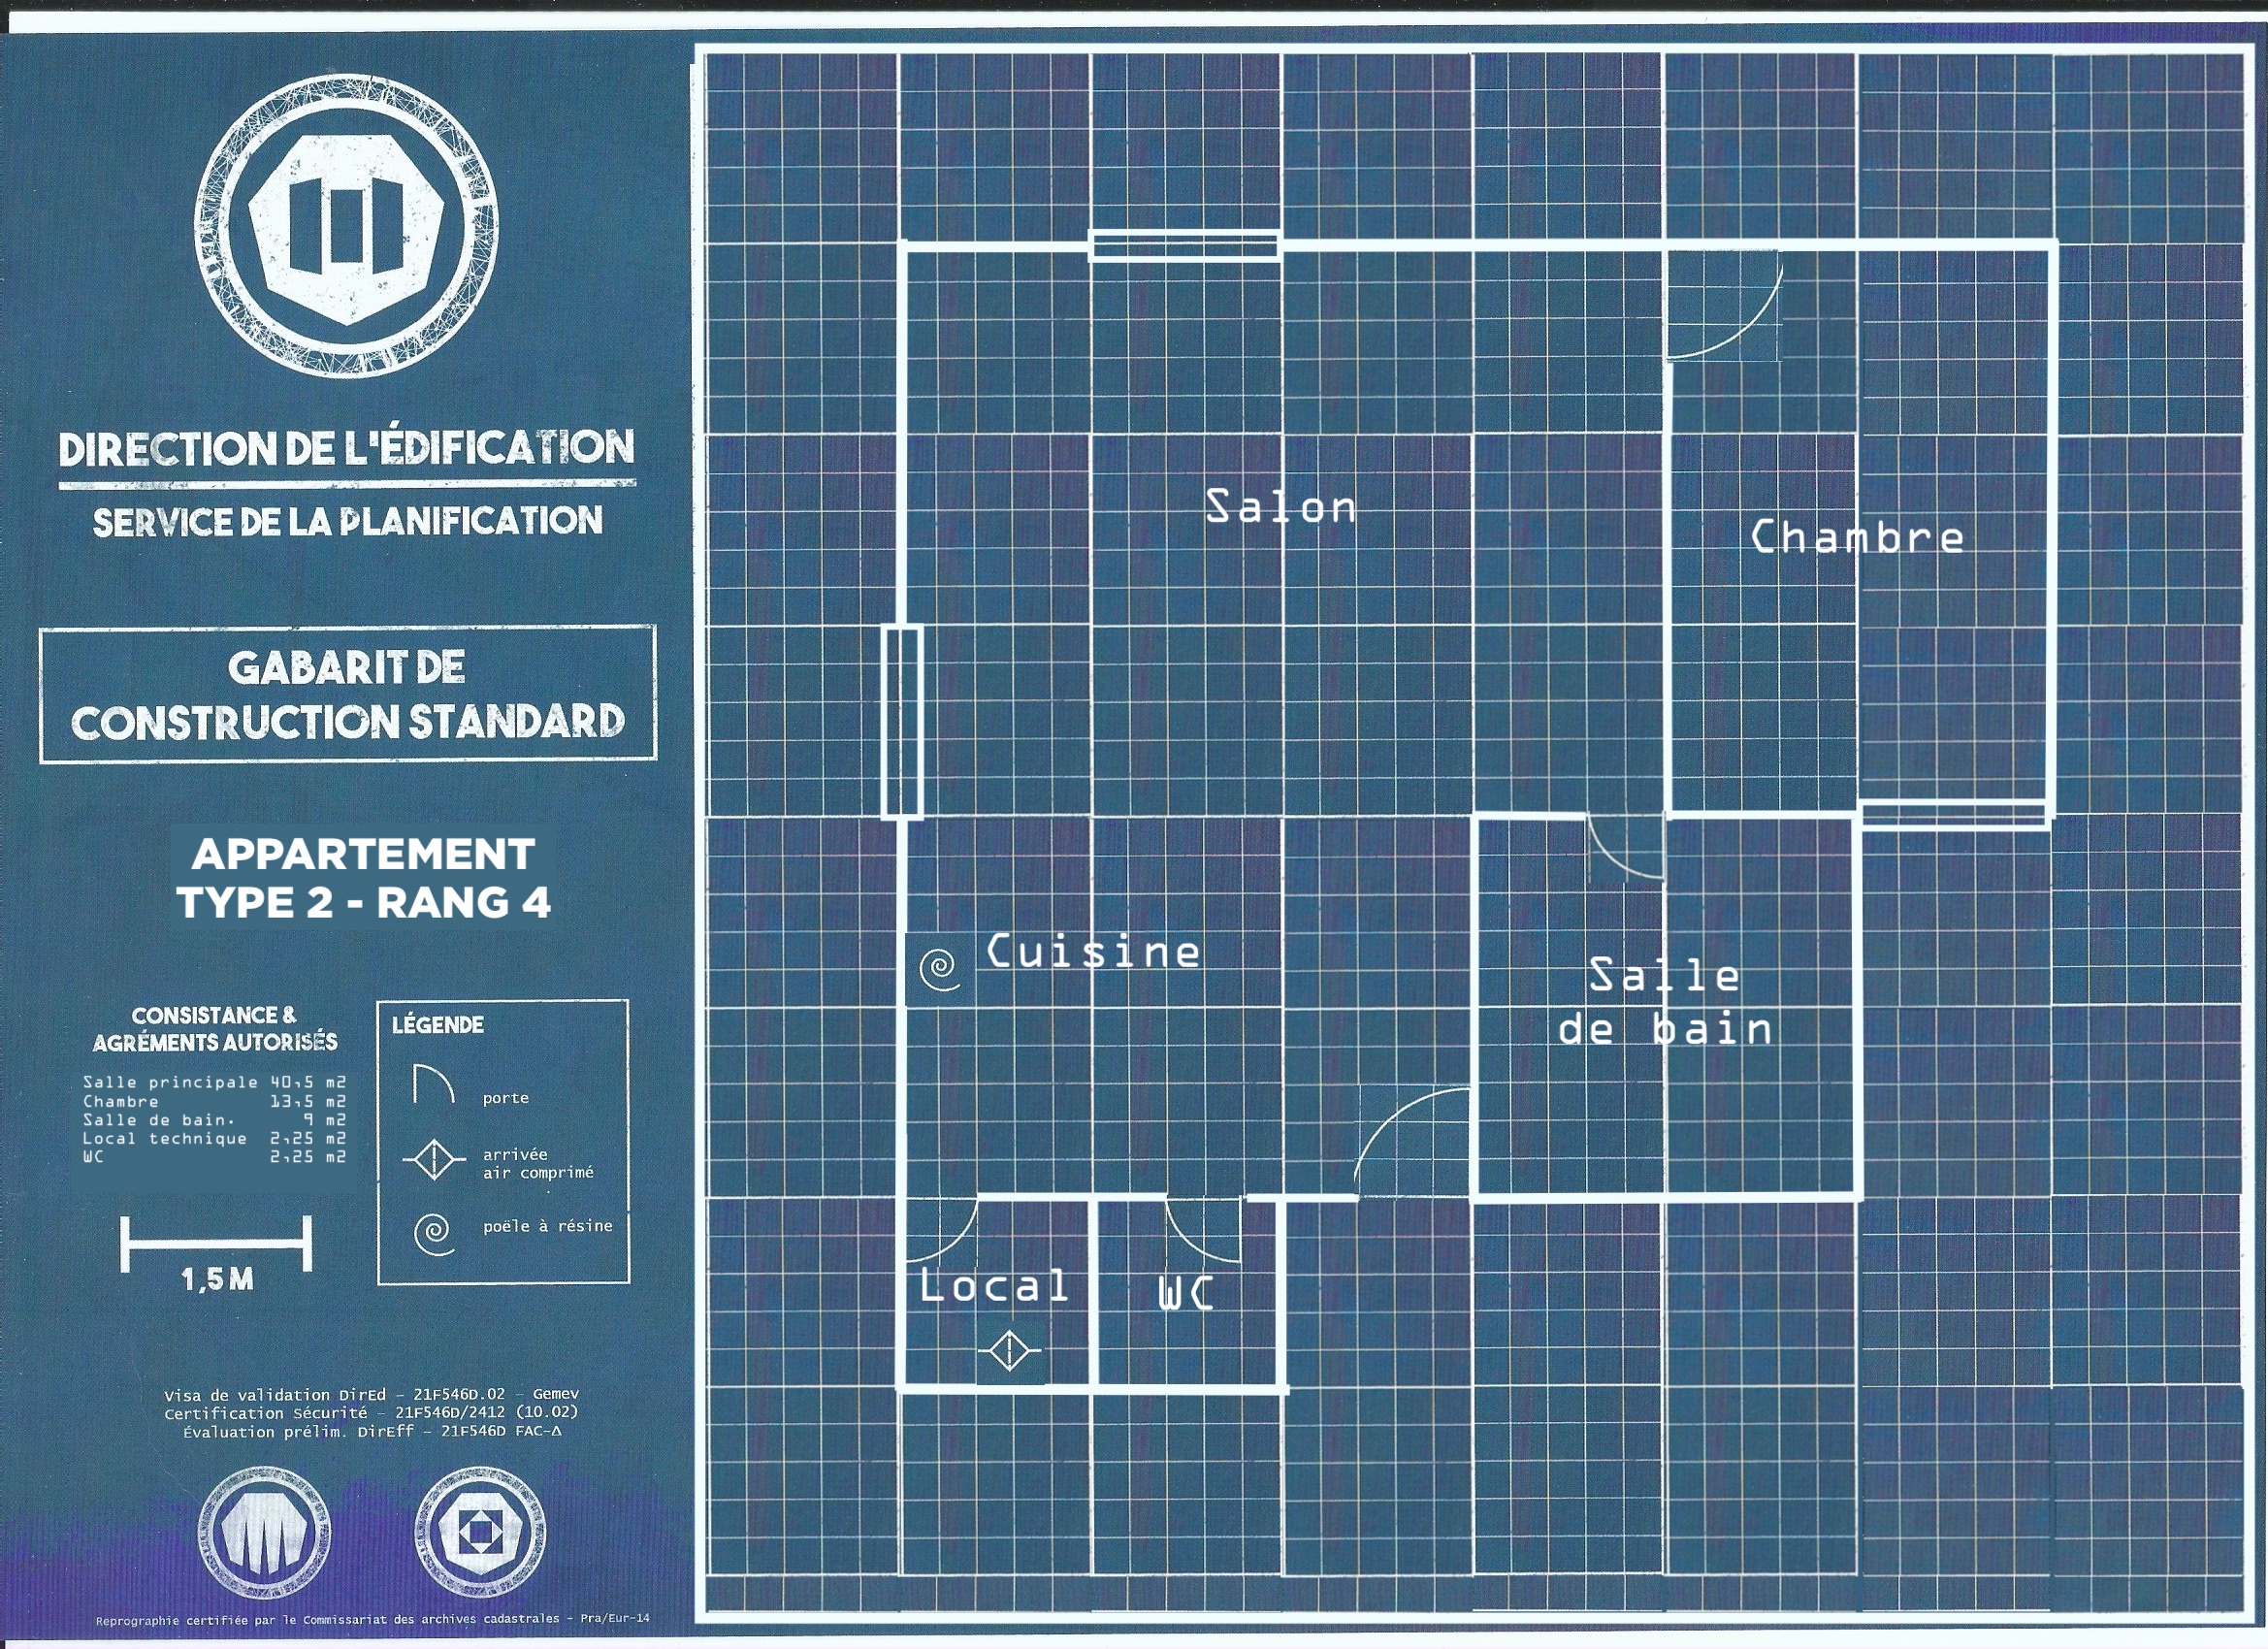 DIRECTION DE L'ÉDIFICATION
SERVICE DE LA PLANIFICATION
GABARIT DE
CONSTRUCTION STANDARD
APPARTEMENT
TYPE 2 - RANG 4
CONSISTANCE &
AGRÉMENTS AUTORISÉS
Salle principale 40,5 m2
Chambre 13,5 m2
Salle de bain. 9 m2
Local technique 2,25 m2
WC 2,25 m2
1,5 M
LÉGENDE
porte
arrivée
air comprimé
poële à résine
Visa de validation DirEd – 21F546D.02 – Gemev
Certification Sécurité – 21F546D/2412 (10.02)
Évaluation prélim. DirEff – 21F546D FAC-Δ
Reprographie certifiée par le Commissariat des archives cadastrales - Pra/Eur-14
Salon
Chambre
Cuisine
Salle
de bain
Local
WC